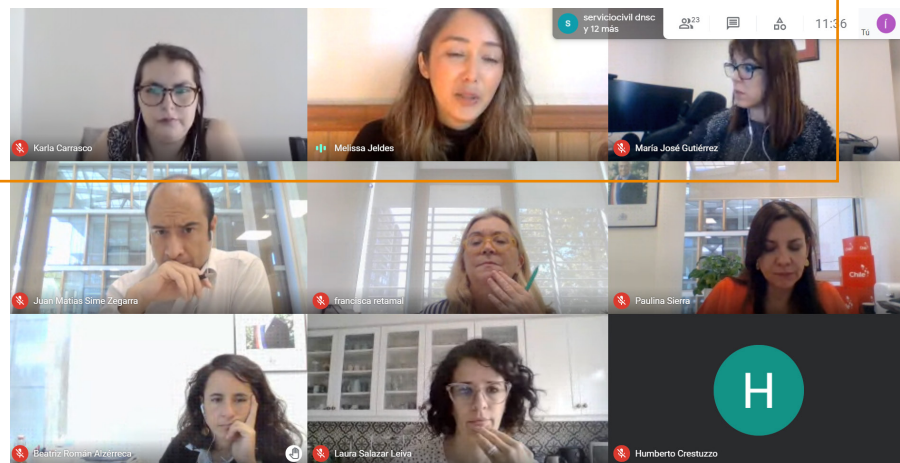 S
serviciocivil dnsc
y 12 más
23
11:36
Tú
í
Karla Carrasco
Melissa Jeldes
María José Gutiérrez
Juan Matías Sime Zegarra
francisca retamal
Paulina Sierra
Chile
Beatriz Román Alzérreca
Laura Salazar Leiva
H
Humberto Crestuzzo